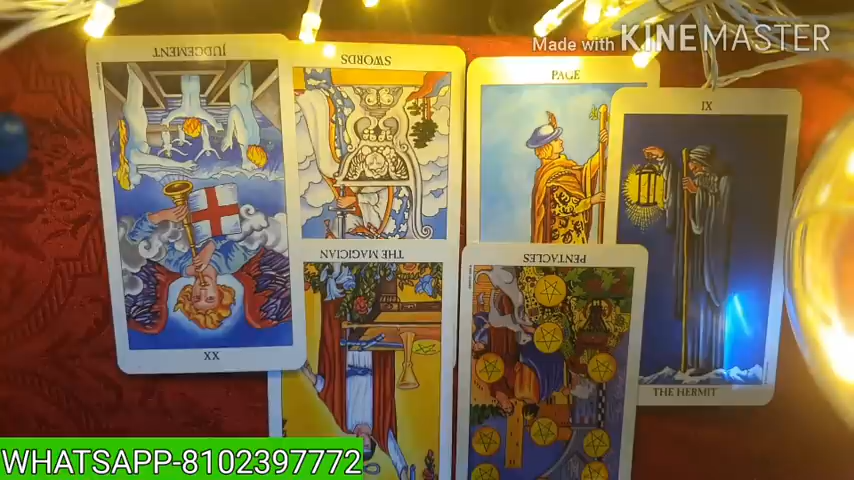 Made with KINEMASTER
JUDGEMENT
SWORDS
PAGE
IX
THE MAGICIAN
PENTACLES
XX
THE HERMIT
WHATSAPP-8102397772